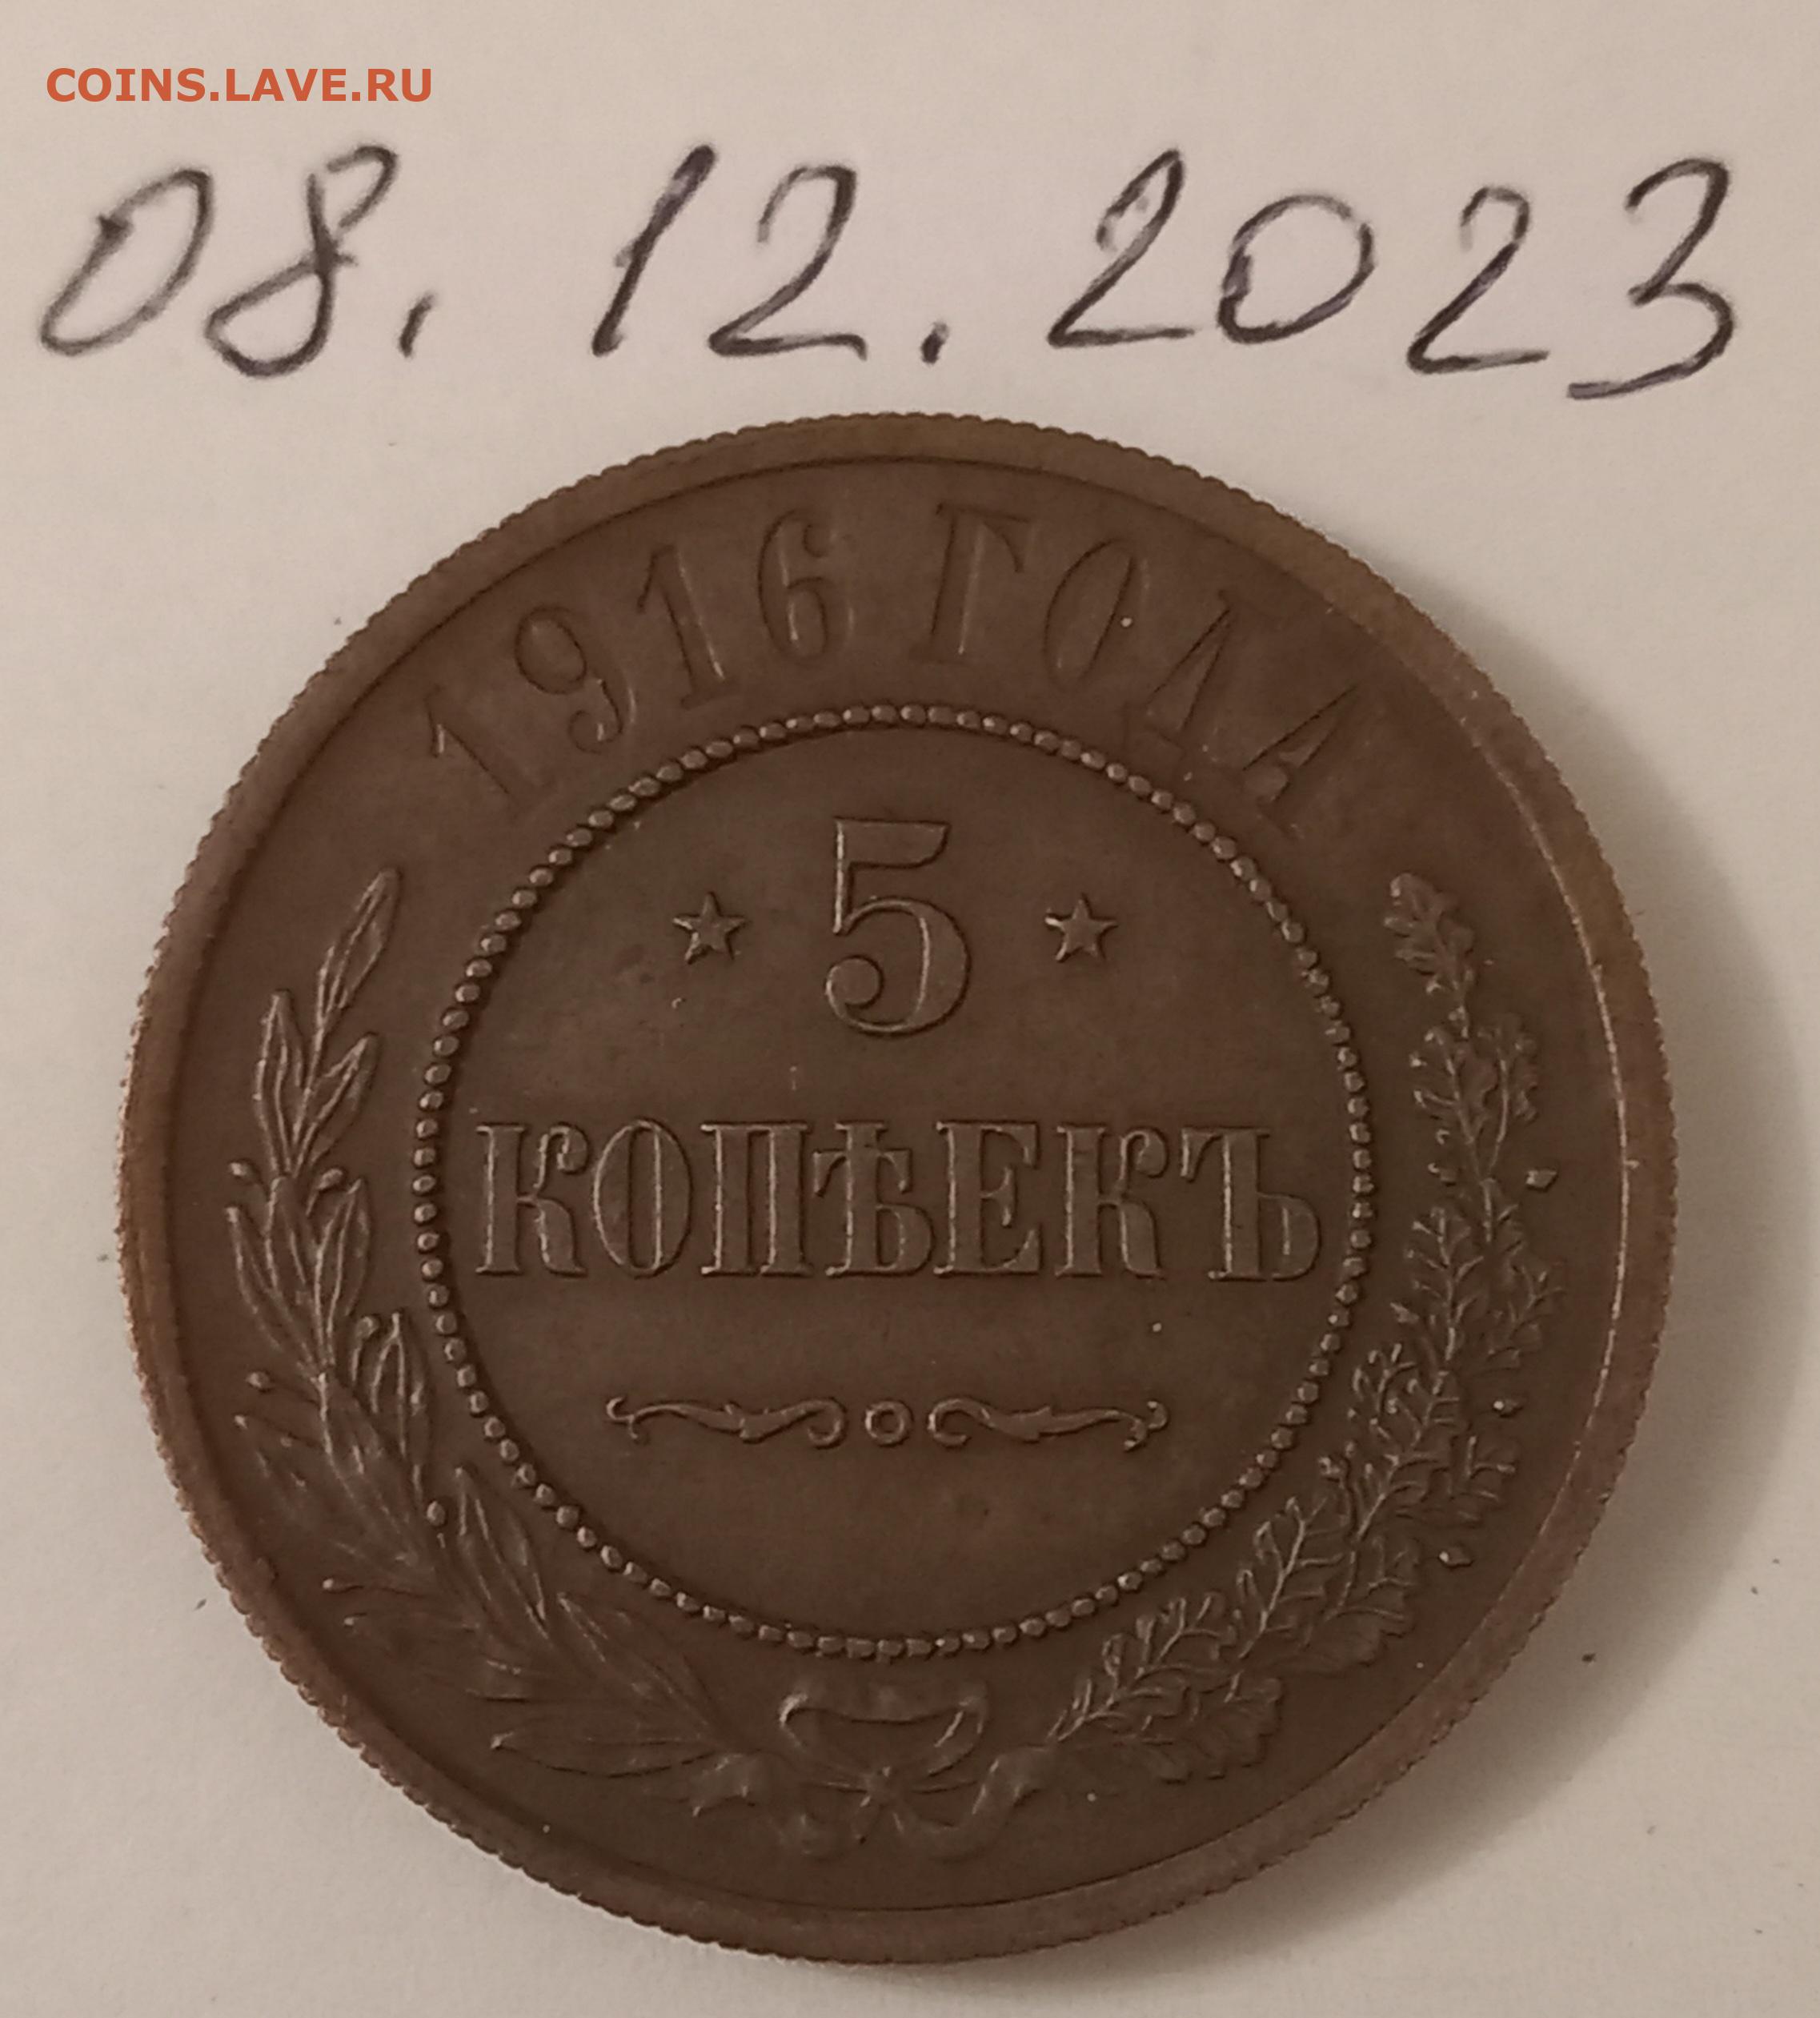 COINS.LAVE.RU
08.12.2023
1916 ГОДА
5
КОПѢЕКЪ